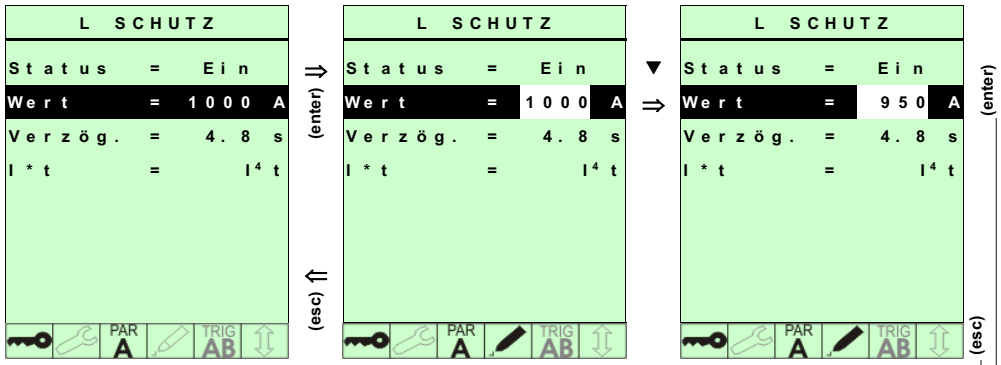 L SCHUTZ
Status = Ein
Wert = 1000 A
Verzög. = 4.8 s
I*t = I⁴t
PAR A
TRIG AB
⇒
(enter)
⇐
(esc)
L SCHUTZ
Status = Ein
Wert = 1000 A
Verzög. = 4.8 s
I*t = I⁴t
PAR A
TRIG AB
▼
⇒
L SCHUTZ
Status = Ein
Wert = 950 A
Verzög. = 4.8 s
I*t = I⁴t
PAR A
TRIG AB
(enter)
(esc)